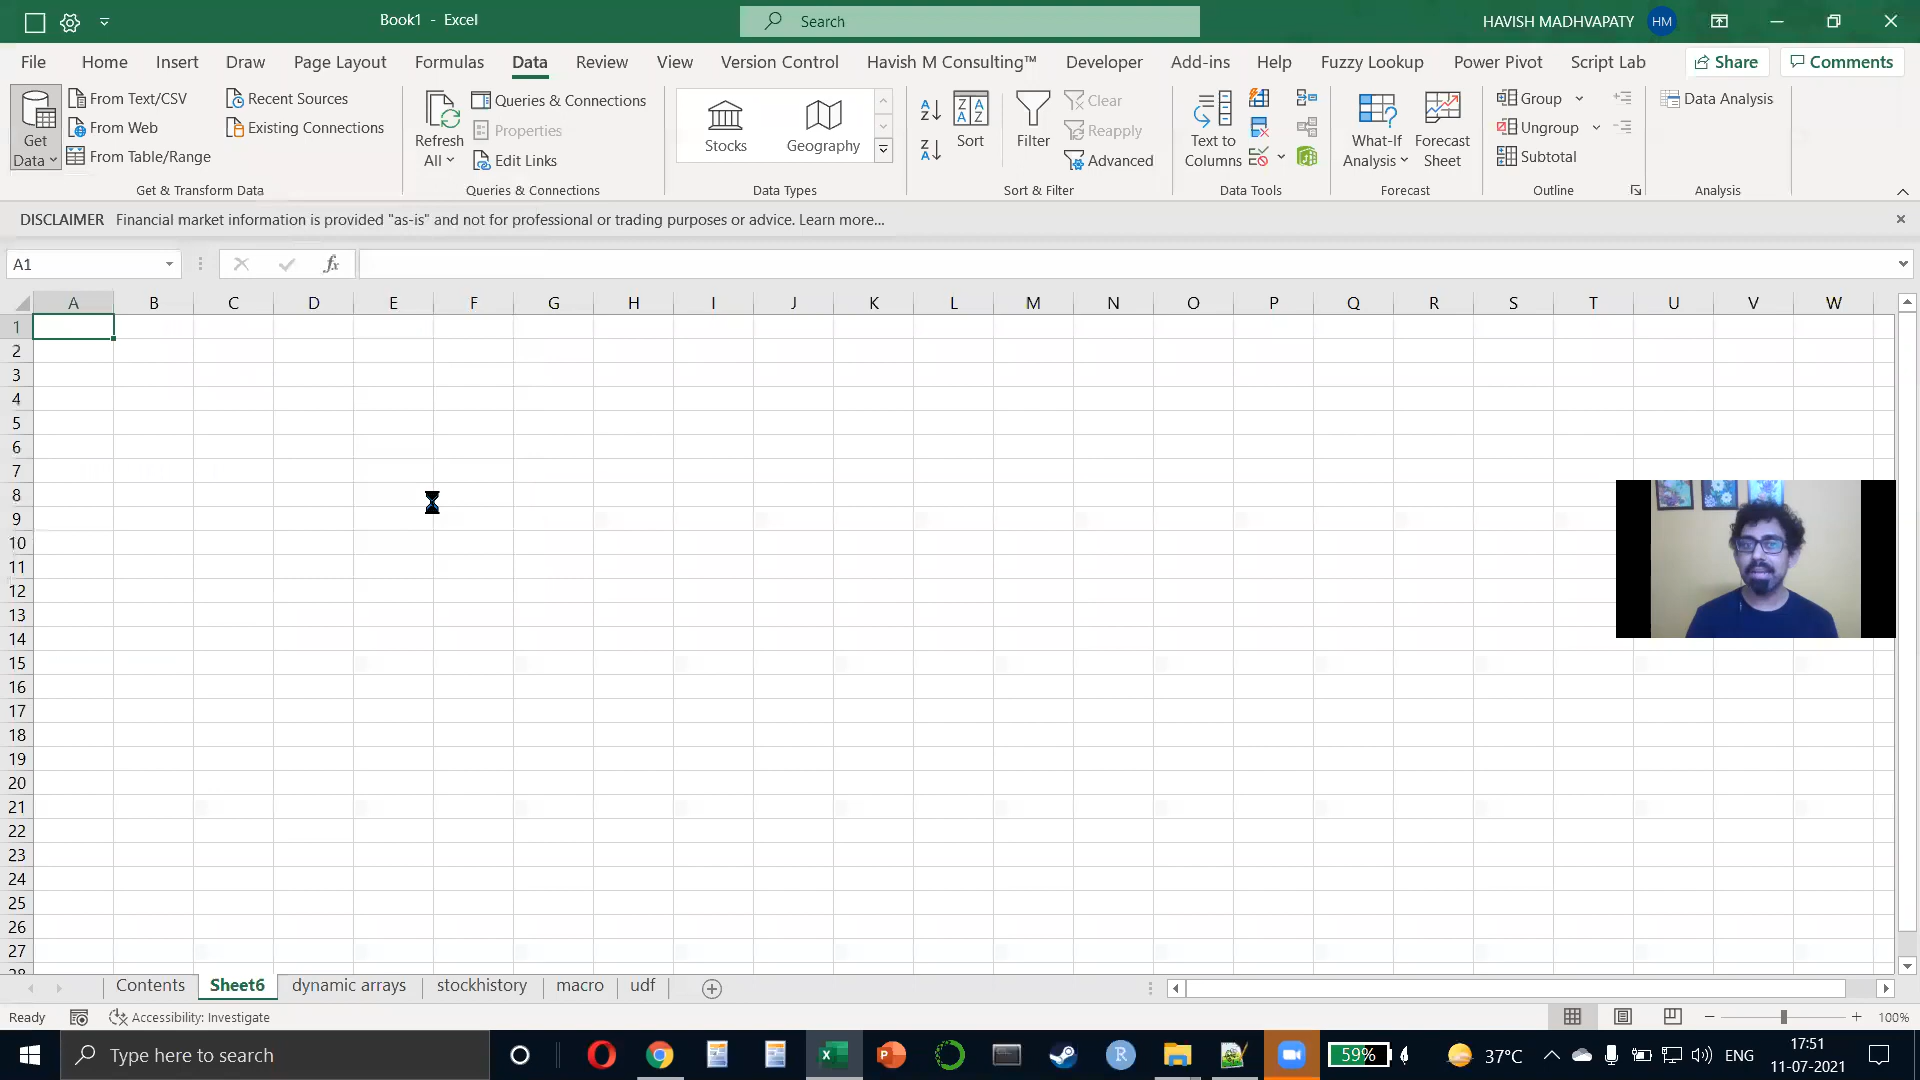 Book1 - Excel
Search
HAVISH MADHVAPATY
HM
File Home Insert Draw Page Layout Formulas Data Review View Version Control Havish M Consulting™ Developer Add-ins Help Fuzzy Lookup Power Pivot Script Lab Share Comments
Get Data
From Text/CSV
From Web
From Table/Range
Recent Sources
Existing Connections
Get & Transform Data
Refresh All
Queries & Connections
Properties
Edit Links
Queries & Connections
Stocks
Geography
Data Types
Sort
Filter
Clear
Reapply
Advanced
Sort & Filter
Text to Columns
Data Tools
What-If Analysis
Forecast Sheet
Forecast
Group
Ungroup
Subtotal
Outline
Data Analysis
Analysis
DISCLAIMER Financial market information is provided "as-is" and not for professional or trading purposes or advice. Learn more...
A1
fx
A B C D E F G H I J K L M N O P Q R S T U V W
1
2
3
4
5
6
7
8
9
10
11
12
13
14
15
16
17
18
19
20
21
22
23
24
25
26
27
28
Contents Sheet6 dynamic arrays stockhistory macro udf
Ready Accessibility: Investigate 100%
Type here to search
59%
37°C
ENG
17:51
11-07-2021